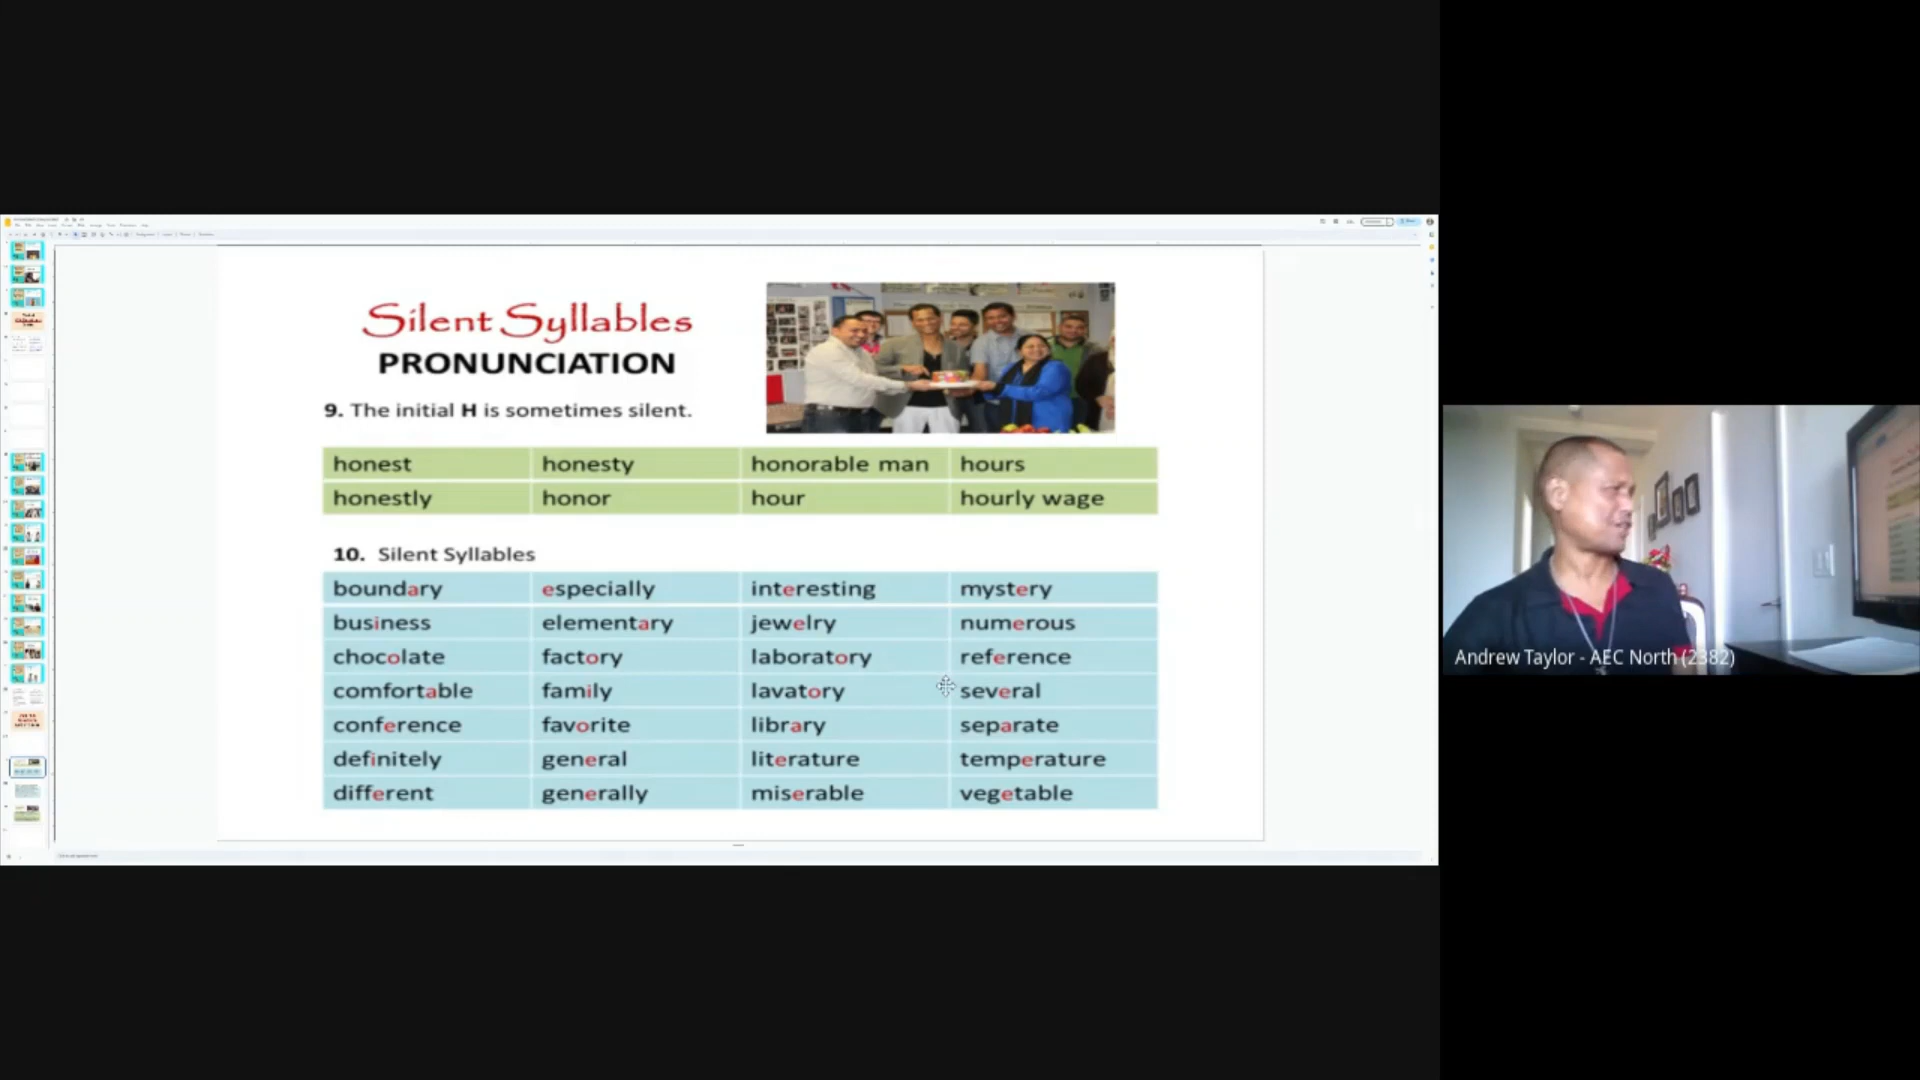 Silent Syllables
PRONUNCIATION
9. The initial H is sometimes silent.
honest honesty honorable man hours
honestly honor hour hourly wage
10. Silent Syllables
boundary especially interesting mystery
business elementary jewelry numerous
chocolate factory laboratory reference
comfortable family lavatory several
conference favorite library separate
definitely general literature temperature
different generally miserable vegetable
Andrew Taylor - AEC North (2382)